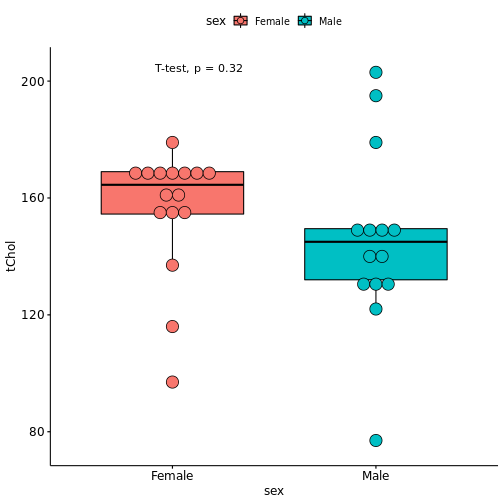 sex Female Male
T-test, p = 0.32
200
160
120
80
tChol
Female Male
sex